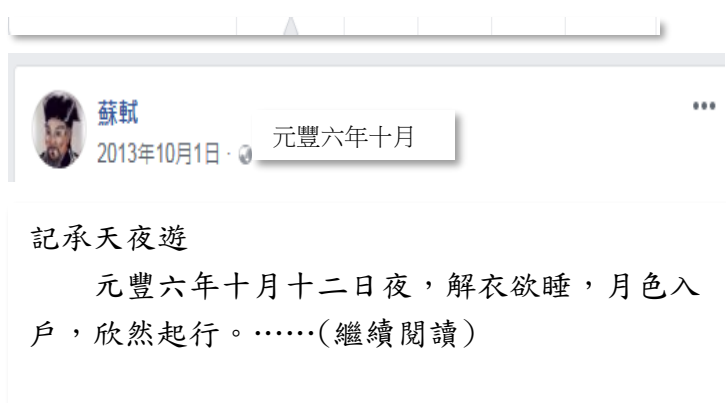 蘇軾
2013年10月1日 ·
元豐六年十月
記承天夜遊
元豐六年十月十二日夜，解衣欲睡，月色入
戶，欣然起行。……(繼續閱讀)